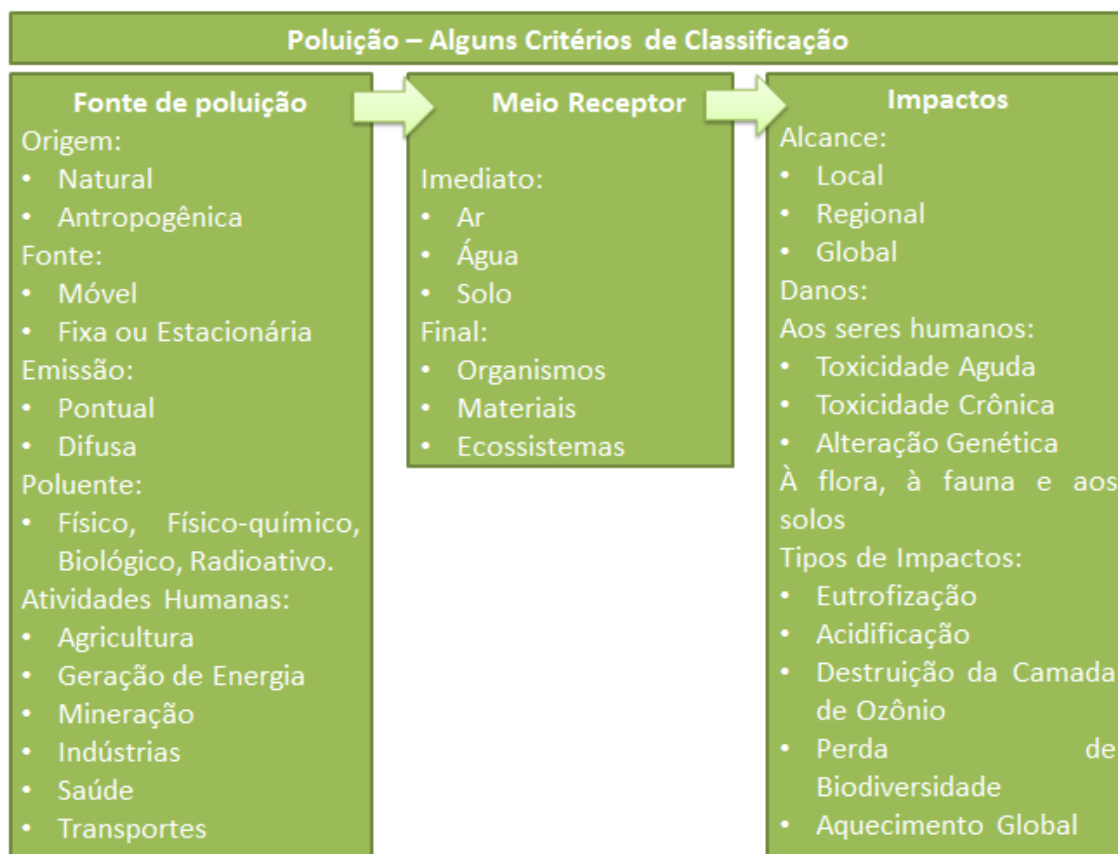 Poluição – Alguns Critérios de Classificação
Fonte de poluição
Origem:
• Natural
• Antropogênica
Fonte:
• Móvel
• Fixa ou Estacionária
Emissão:
• Pontual
• Difusa
Poluente:
• Físico, Físico-químico,
Biológico, Radioativo.
Atividades Humanas:
• Agricultura
• Geração de Energia
• Mineração
• Indústrias
• Saúde
• Transportes
Meio Receptor
Imediato:
• Ar
• Água
• Solo
Final:
• Organismos
• Materiais
• Ecossistemas
Impactos
Alcance:
• Local
• Regional
• Global
Danos:
Aos seres humanos:
• Toxicidade Aguda
• Toxicidade Crônica
• Alteração Genética
À flora, à fauna e aos
solos
Tipos de Impactos:
• Eutrofização
• Acidificação
• Destruição da Camada
de Ozônio
• Perda de
Biodiversidade
• Aquecimento Global